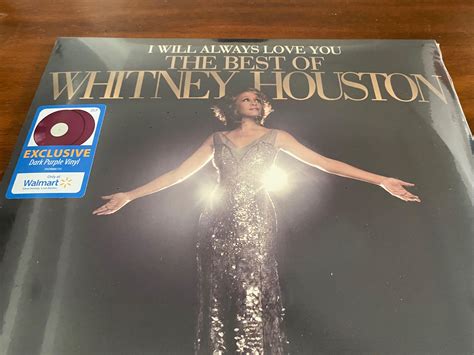 I WILL ALWAYS LOVE YOU
THE BEST OF
WHITNEY HOUSTON
EXCLUSIVE
Dark Purple Vinyl
Only at
Walmart